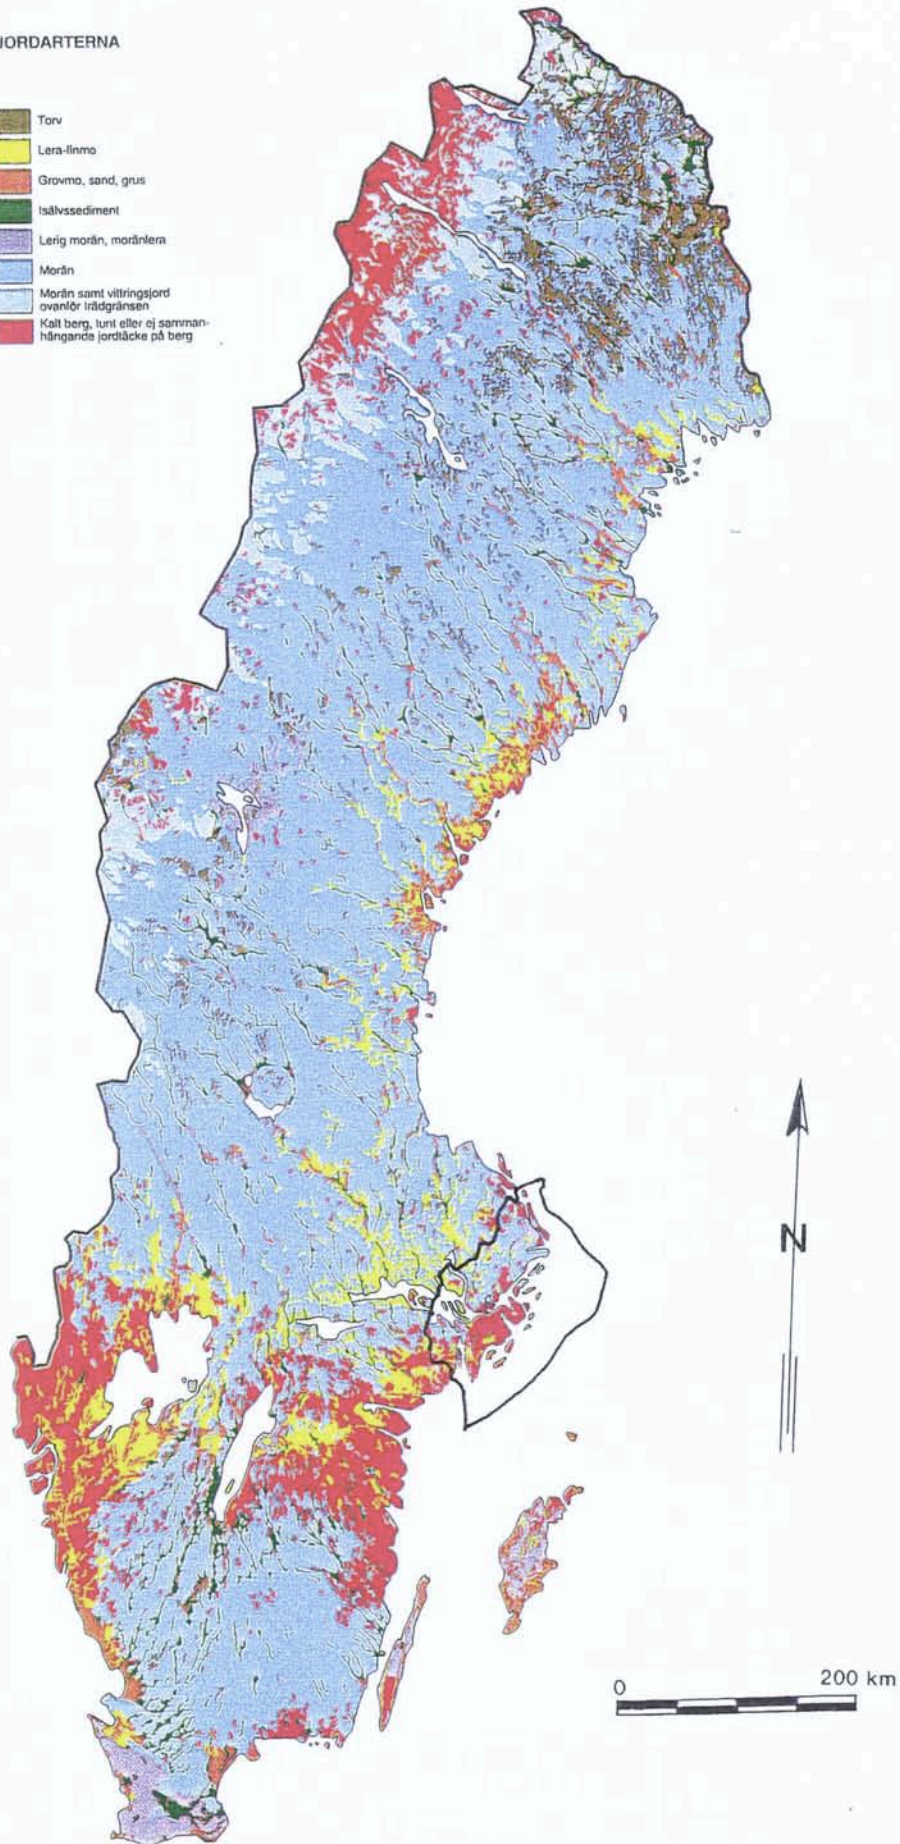 JORDARTERNA
Torv
Lera-finmo
Grovmo, sand, grus
Isälvssediment
Lerig morän, moränlera
Morän
Morän samt vittringsjord
ovanför trädgränsen
Kalt berg, tunt eller ej samman-
hängande jordtäcke på berg
N
0 200 km